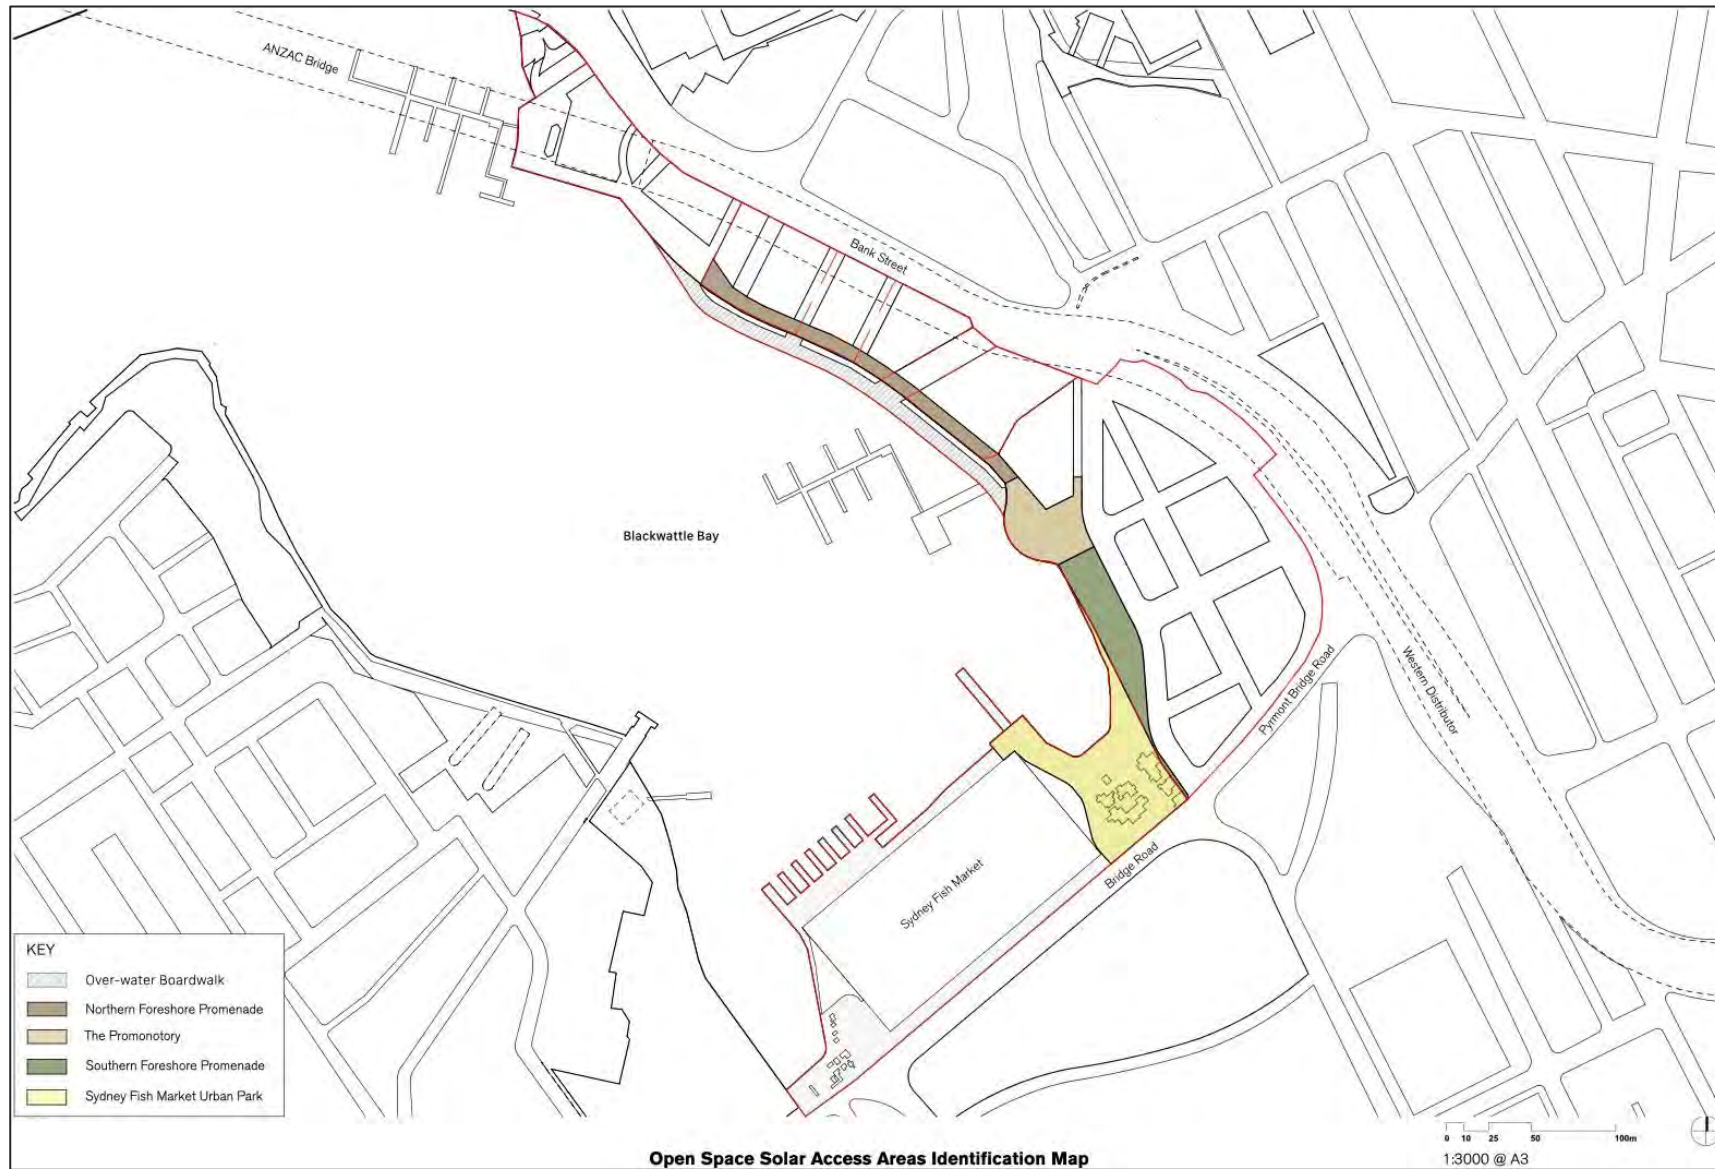 ANZAC Bridge
Bank Street
Blackwattle Bay
Western Distributor
Pyrmont Bridge Road
Bridge Road
Sydney Fish Market
KEY
Over-water Boardwalk
Northern Foreshore Promenade
The Promonotory
Southern Foreshore Promenade
Sydney Fish Market Urban Park
0 10 25 50 100m
1:3000 @ A3
Open Space Solar Access Areas Identification Map